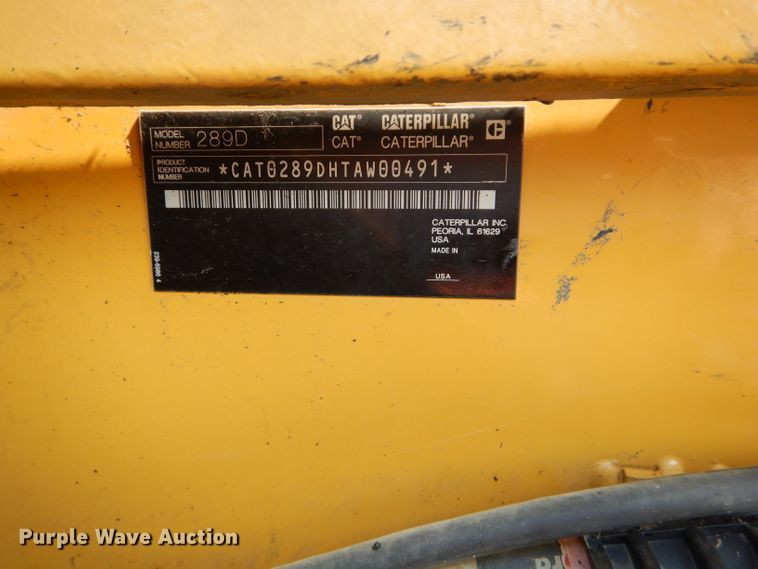 MODEL NUMBER 289D
CAT® CATERPILLAR® C®
CAT® CATERPILLAR®
PRODUCT IDENTIFICATION NUMBER *CAT0289DHTAW00491*
CATERPILLAR INC.
PEORIA, IL 61629
USA
MADE IN
USA
Purple Wave Auction